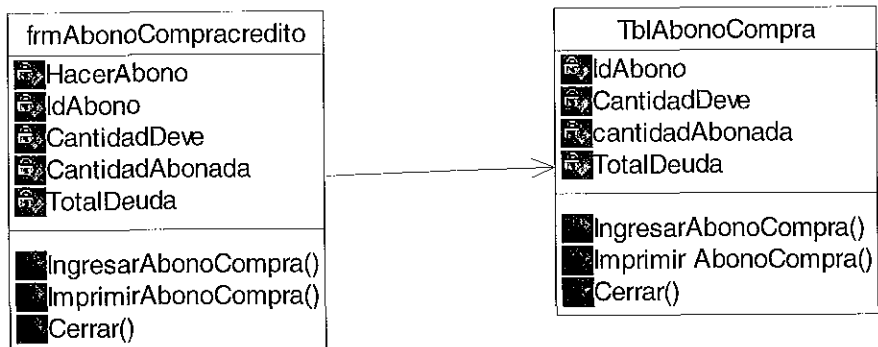 frmAbonoCompracredito
HacerAbono
IdAbono
CantidadDeve
CantidadAbonada
TotalDeuda
IngresarAbonoCompra()
ImprimirAbonoCompra()
Cerrar()
TblAbonoCompra
IdAbono
CantidadDeve
cantidadAbonada
TotalDeuda
IngresarAbonoCompra()
Imprimir AbonoCompra()
Cerrar()